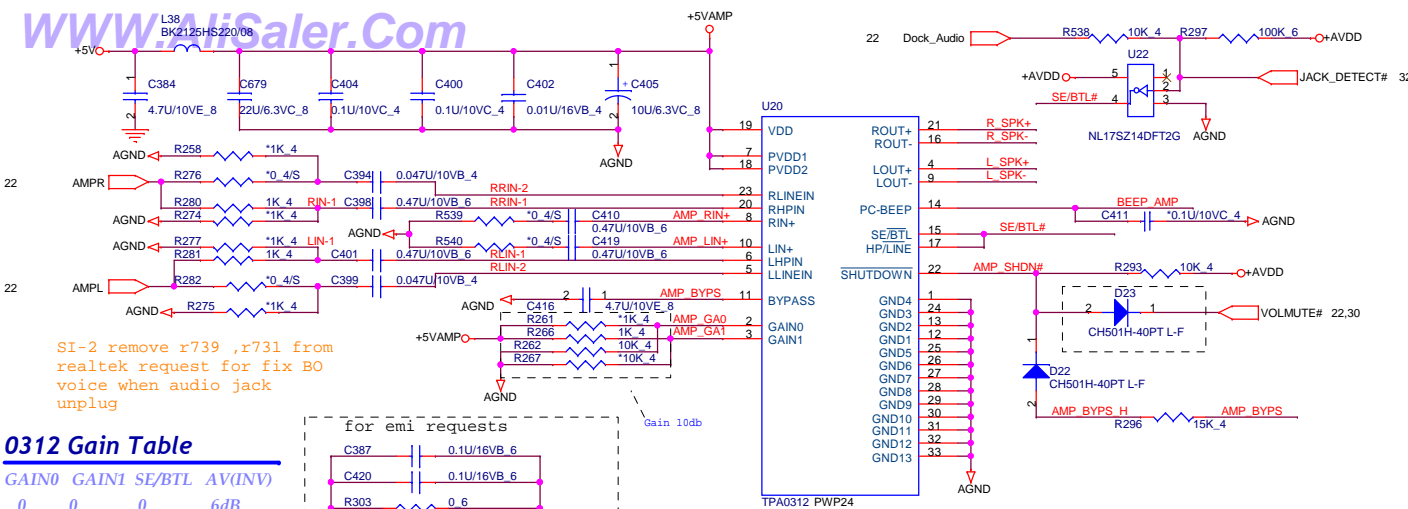 WWW.AliSaler.Com
L38
BK2125HS220/08
+5V
+5VAMP
C384
4.7U/10VE_8
C679
22U/6.3VC_8
C404
0.1U/10VC_4
C400
0.1U/10VC_4
C402
0.01U/16VB_4
C405
10U/6.3VC_8
1
2
1
+
2
AGND
22
Dock_Audio
R538
10K_4
R297
100K_6
+AVDD
U22
+AVDD
5
1
2
4
3
SE/BTL#
JACK_DETECT#
32
NL17SZ14DFT2G
AGND
AGND
R258
*1K_4
22
AMPR
R276
*0_4/S
C394
0.047U/10VB_4
RRIN-2
R280
1K_4
RIN-1
C398
0.47U/10VB_6
RRIN-1
AGND
R274
*1K_4
R539
*0_4/S
C410
0.47U/10VB_6
AMP_RIN+
AGND
AGND
R277
*1K_4
LIN-1
R540
*0_4/S
C419
0.47U/10VB_6
AMP_LIN+
R281
1K_4
C401
0.47U/10VB_6
RLIN-1
22
AMPL
R282
*0_4/S
C399
0.047U/10VB_4
RLIN-2
AGND
R275
*1K_4
AGND
C416
2
1
4.7U/10VE_8
AMP_BYPS
+5VAMP
R261
*1K_4
AMP_GA0
R266
1K_4
AMP_GA1
R262
10K_4
R267
*10K_4
AGND
Gain 10db
U20
19
VDD
7
PVDD1
18
PVDD2
23
RLINEIN
20
RHPIN
8
RIN+
10
LIN+
6
LHPIN
5
LLINEIN
11
BYPASS
2
GAIN0
3
GAIN1
ROUT+
21
R_SPK+
ROUT-
16
R_SPK-
LOUT+
4
L_SPK+
LOUT-
9
L_SPK-
PC-BEEP
14
BEEP_AMP
C411
*0.1U/10VC_4
AGND
SE/BTL
15
SE/BTL#
HP/LINE
17
SHUTDOWN
22
AMP_SHDN#
R293
10K_4
+AVDD
GND4
1
GND3
24
GND2
13
GND1
12
GND5
25
GND6
26
GND7
27
GND8
28
GND9
29
GND10
30
GND11
31
GND12
32
GND13
33
AGND
TPA0312 PWP24
D23
2
1
CH501H-40PT L-F
VOLMUTE#
22,30
1
D22
CH501H-40PT L-F
2
AMP_BYPS_H
R296
15K_4
AMP_BYPS
SI-2 remove r739 ,r731 from
realtek request for fix BO
voice when audio jack
unplug
for emi requests
C387
0.1U/16VB_6
C420
0.1U/16VB_6
R303
0_6
0312 Gain Table
GAIN0 GAIN1 SE/BTL AV(INV)
0 0 0 6dB